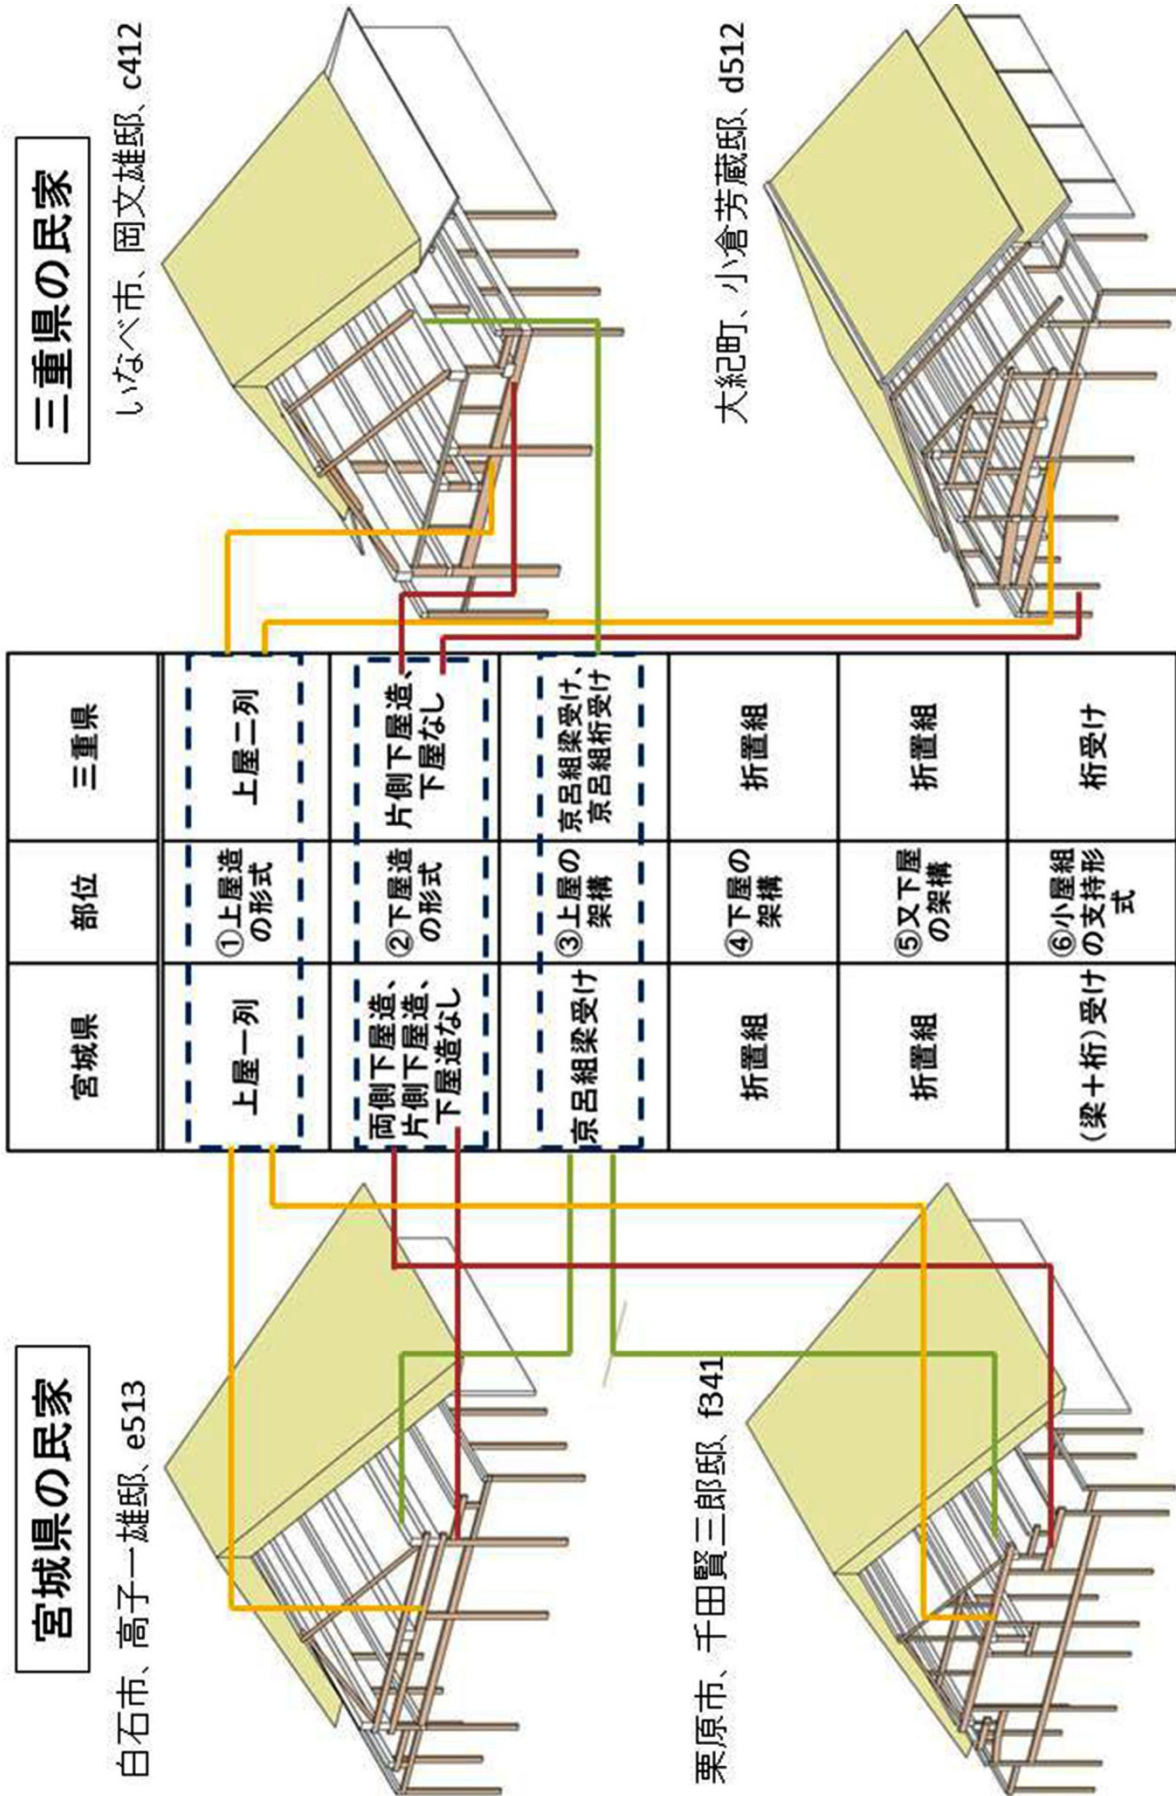 宮城県の民家
白石市、高子一雄邸、e513
栗原市、千田賢三郎邸、f341
宮城県
部位
三重県
上屋一列
①上屋造
の形式
上屋二列
両側下屋造、
片側下屋造、
下屋造なし
②下屋造
の形式
片側下屋造、
下屋なし
京呂組梁受け
③上屋の
架構
京呂組梁受け、
京呂組桁受け
折置組
④下屋の
架構
折置組
折置組
⑤又下屋
の架構
折置組
(梁+桁)受け
⑥小屋組
の支持形
式
桁受け
三重県の民家
いなべ市、岡文雄邸、c412
大紀町、小倉芳蔵邸、d512